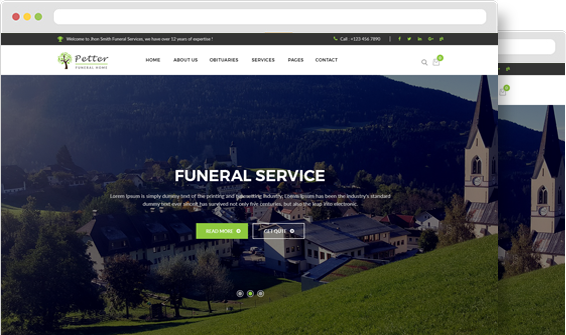 Welcome to Jhon Smith Funeral Services, we have over 12 years of expertise!
Call: +123 456 7890
Petter
FUNERAL HOME
HOME
ABOUT US
OBITUARIES
SERVICES
PAGES
CONTACT
0
0
FUNERAL SERVICE
Lorem Ipsum is simply dummy text of the printing and typesetting industry. Lorem Ipsum has been the industry's standard
dummy text ever since, has survived not only five centuries, but also the leap into electronic.
READ MORE
GET QUTE